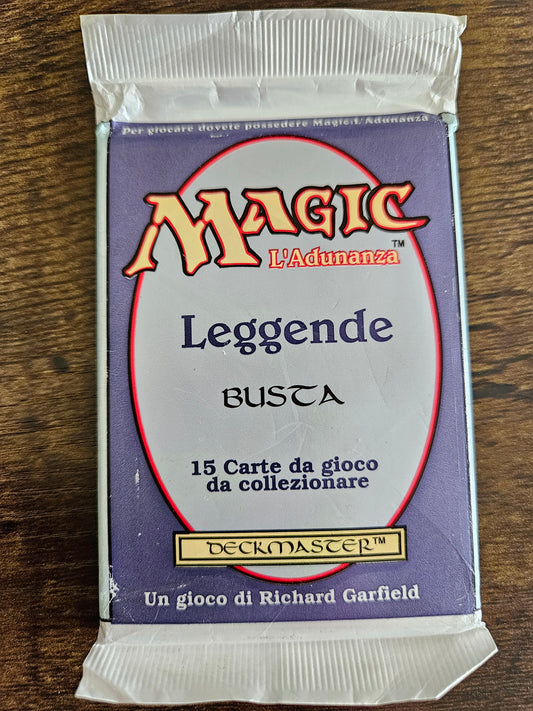 Per giocare dovete possedere Magic:L'Adunanza
MAGIC
L'Adunanza™
Leggende
BUSTA
15 Carte da gioco
da collezionare
DECKMASTER™
Un gioco di Richard Garfield